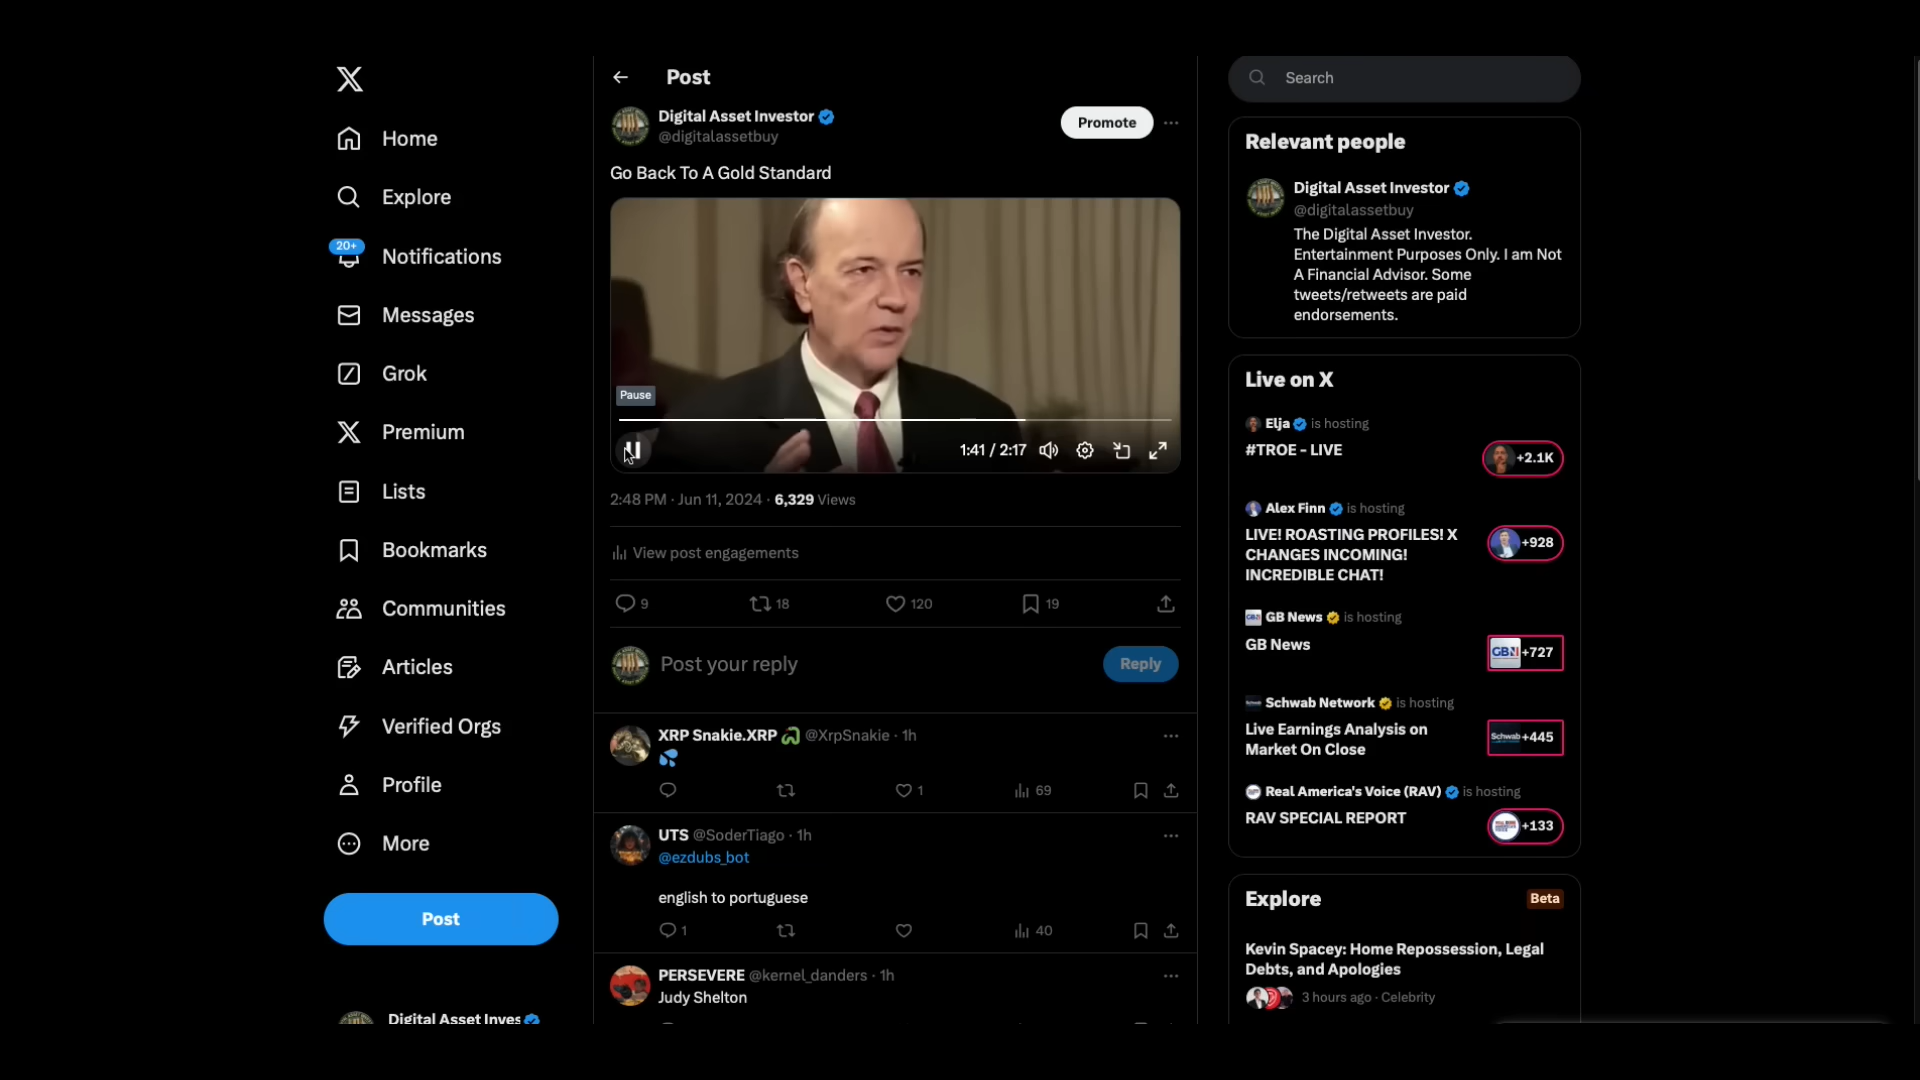 Home
Explore
20+
Notifications
Messages
Grok
Premium
Lists
Bookmarks
Communities
Articles
Verified Orgs
Profile
More
Post
Digital Asset Inves
Post
Digital Asset Investor
@digitalassetbuy
Promote
Go Back To A Gold Standard
Pause
1:41 / 2:17
2:48 PM · Jun 11, 2024 · 6,329 Views
View post engagements
9 18 120 19
Post your reply
Reply
XRP Snakie.XRP @XrpSnakie · 1h
1 69
UTS @SoderTiago · 1h
@ezdubs_bot
english to portuguese
1 40
PERSEVERE @kernel_danders · 1h
Judy Shelton
Search
Relevant people
Digital Asset Investor
@digitalassetbuy
The Digital Asset Investor.
Entertainment Purposes Only. I am Not
A Financial Advisor. Some
tweets/retweets are paid
endorsements.
Live on X
Elja is hosting
#TROE - LIVE
+2.1K
Alex Finn is hosting
LIVE! ROASTING PROFILES! X
CHANGES INCOMING!
INCREDIBLE CHAT!
+928
GB News is hosting
GB News
GBN +727
Schwab Network is hosting
Live Earnings Analysis on
Market On Close
Schwab +445
Real America's Voice (RAV) is hosting
RAV SPECIAL REPORT
+133
Explore
Beta
Kevin Spacey: Home Repossession, Legal
Debts, and Apologies
3 hours ago · Celebrity